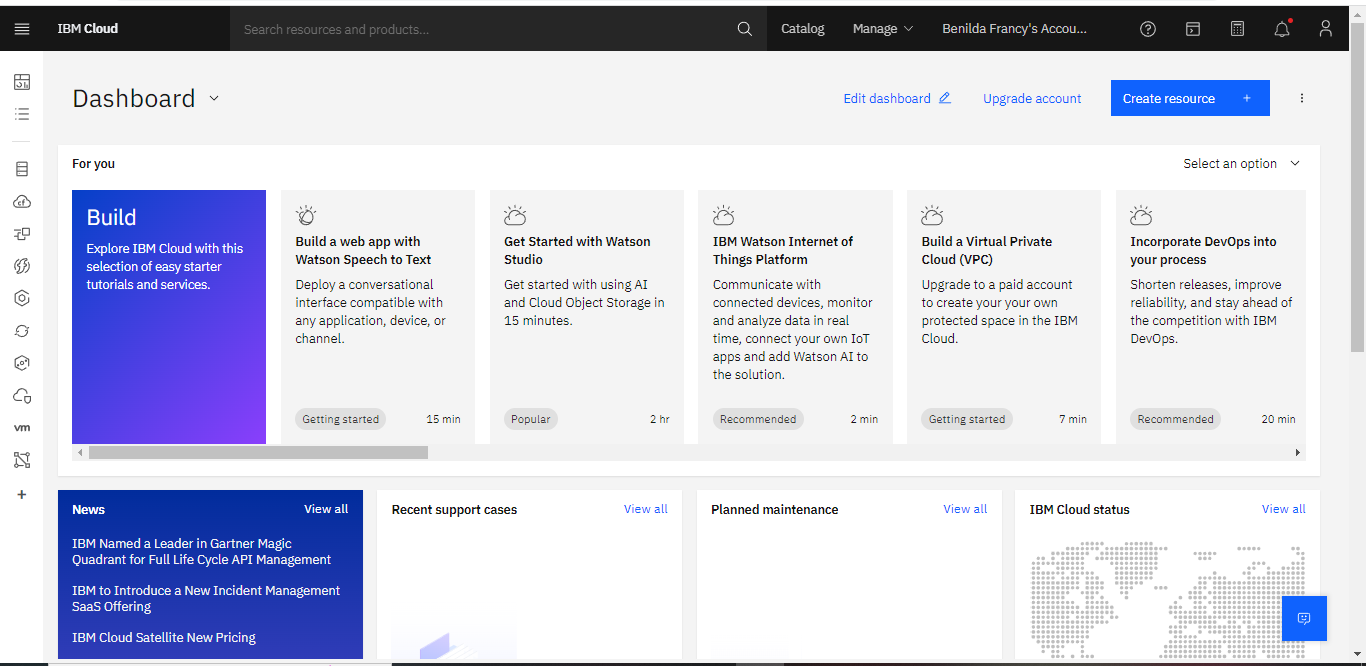 IBM Cloud
Search resources and products...
Catalog
Manage
Benilda Francy's Accou...
Dashboard
Edit dashboard
Upgrade account
Create resource +
For you
Select an option
Build
Explore IBM Cloud with this
selection of easy starter
tutorials and services.
Build a web app with
Watson Speech to Text
Deploy a conversational
interface compatible with
any application, device, or
channel.
Getting started
15 min
Get Started with Watson
Studio
Get started with using AI
and Cloud Object Storage in
15 minutes.
Popular
2 hr
IBM Watson Internet of
Things Platform
Communicate with
connected devices, monitor
and analyze data in real
time, connect your own IoT
apps and add Watson AI to
the solution.
Recommended
2 min
Build a Virtual Private
Cloud (VPC)
Upgrade to a paid account
to create your your own
protected space in the IBM
Cloud.
Getting started
7 min
Incorporate DevOps into
your process
Shorten releases, improve
reliability, and stay ahead of
the competition with IBM
DevOps.
Recommended
20 min
vm
News
View all
IBM Named a Leader in Gartner Magic
Quadrant for Full Life Cycle API Management
IBM to Introduce a New Incident Management
SaaS Offering
IBM Cloud Satellite New Pricing
Recent support cases
View all
Planned maintenance
View all
IBM Cloud status
View all